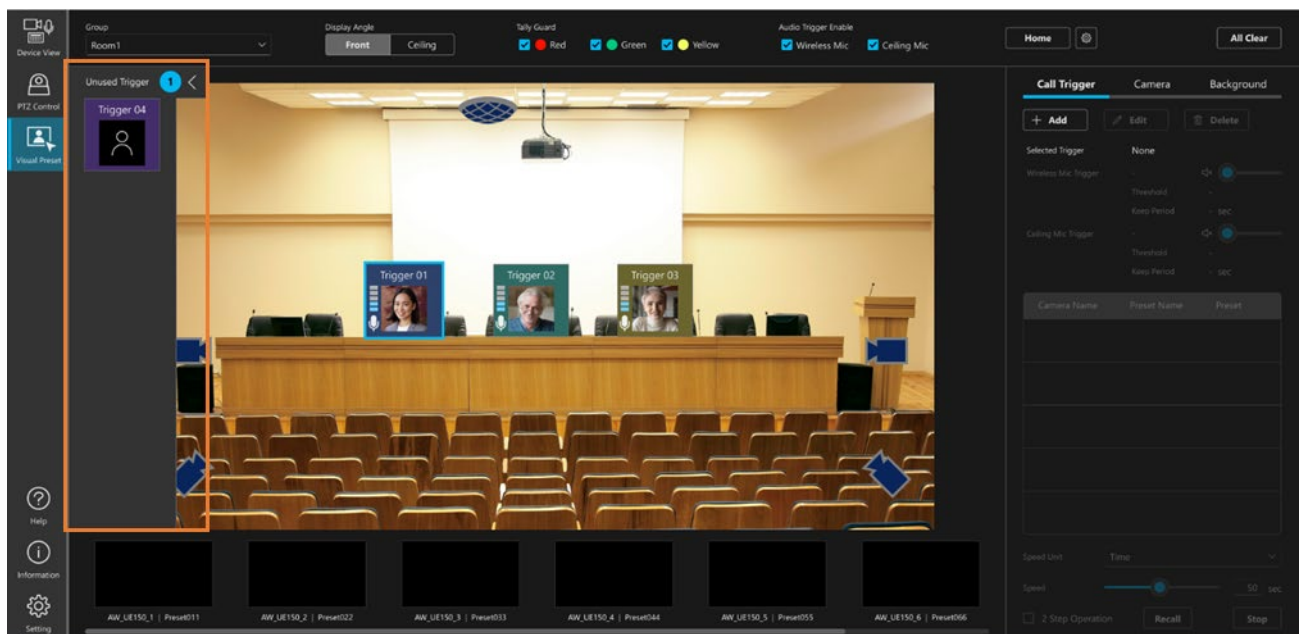 Device View
PTZ Control
Visual Preset
Help
Information
Setting
Group
Room1
Display Angle
Front Ceiling
Tally Guard
Red Green Yellow
Audio Trigger Enable
Wireless Mic Ceiling Mic
Home
All Clear
Unused Trigger 1
Trigger 04
Trigger 01
Trigger 02
Trigger 03
AW_UE150_1 | Preset011
AW_UE150_2 | Preset022
AW_UE150_3 | Preset033
AW_UE150_4 | Preset044
AW_UE150_5 | Preset055
AW_UE150_6 | Preset066
Call Trigger Camera Background
+ Add Edit Delete
Selected Trigger None
Wireless Mic Trigger -
Threshold -
Keep Period - sec
Ceiling Mic Trigger -
Threshold -
Keep Period - sec
Camera Name Preset Name Preset
Speed Unit Time
Speed 50 sec
2 Step Operation Recall Stop